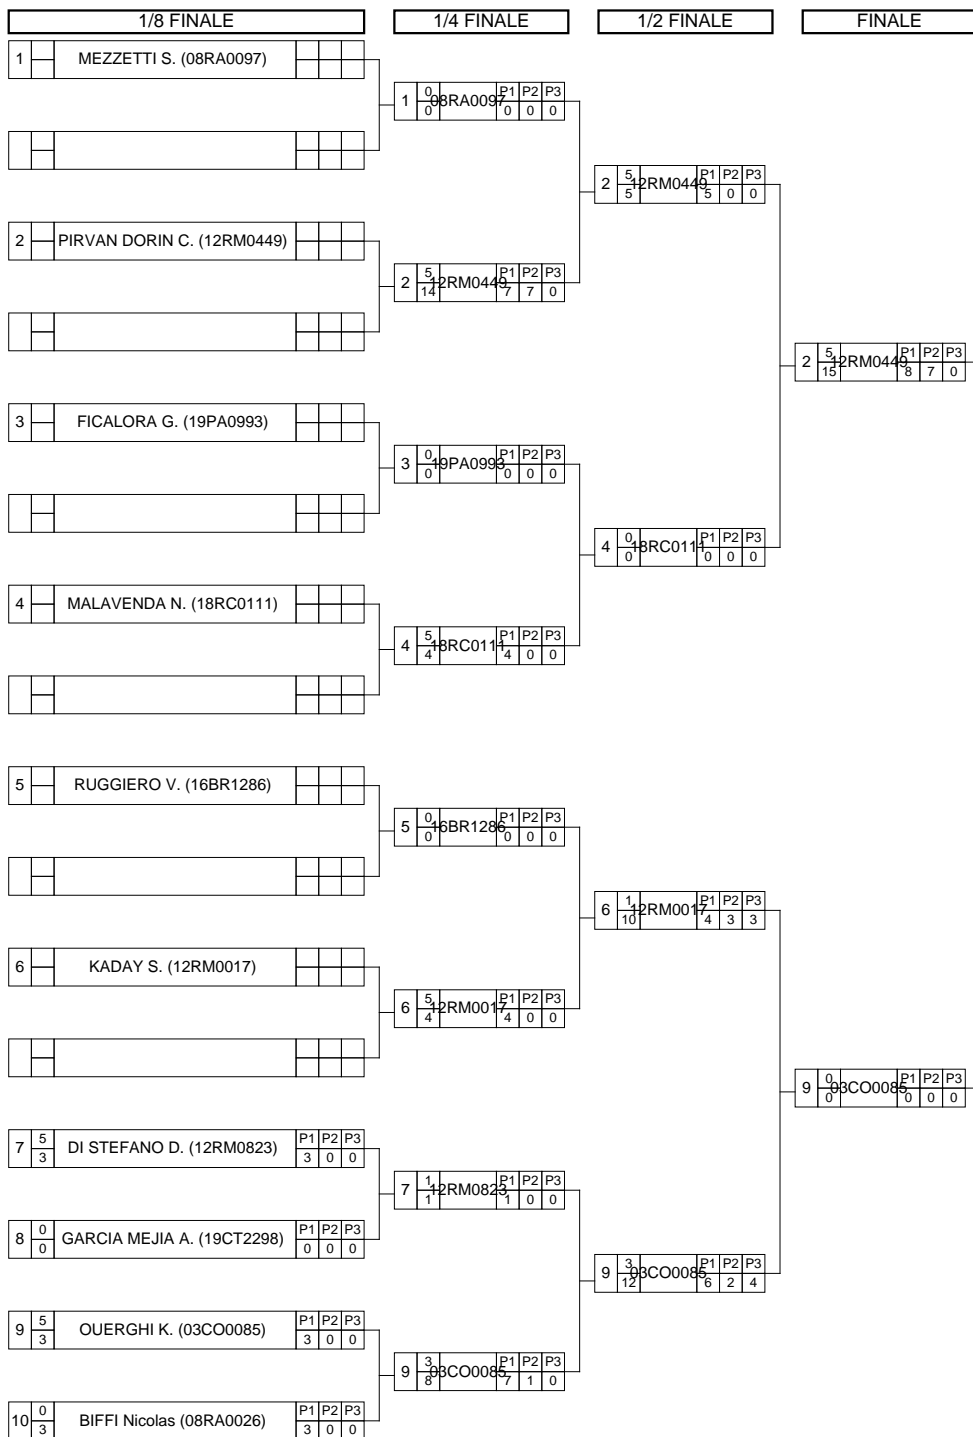 1/8 FINALE 1/4 FINALE 1/2 FINALE FINALE
1 MEZZETTI S. (08RA0097)
1 0 0 08RA0097 P1 P2 P3 0 0 0
2 5 5 12RM0449 P1 P2 P3 5 0 0
2 PIRVAN DORIN C. (12RM0449)
2 5 14 12RM0449 P1 P2 P3 7 7 0
2 5 15 12RM0449 P1 P2 P3 8 7 0
3 FICALORA G. (19PA0993)
3 0 0 19PA0993 P1 P2 P3 0 0 0
4 0 0 18RC0111 P1 P2 P3 0 0 0
4 MALAVENDA N. (18RC0111)
4 5 4 18RC0111 P1 P2 P3 4 0 0
5 RUGGIERO V. (16BR1286)
5 0 0 16BR1286 P1 P2 P3 0 0 0
6 1 10 12RM0017 P1 P2 P3 4 3 3
6 KADAY S. (12RM0017)
6 5 4 12RM0017 P1 P2 P3 4 0 0
9 0 0 03CO0085 P1 P2 P3 0 0 0
7 5 3 DI STEFANO D. (12RM0823) P1 P2 P3 3 0 0
7 1 1 12RM0823 P1 P2 P3 1 0 0
8 0 0 GARCIA MEJIA A. (19CT2298) P1 P2 P3 0 0 0
9 3 12 03CO0085 P1 P2 P3 6 2 4
9 5 3 OUERGHI K. (03CO0085) P1 P2 P3 3 0 0
9 3 8 03CO0085 P1 P2 P3 7 1 0
10 0 3 BIFFI Nicolas (08RA0026) P1 P2 P3 3 0 0